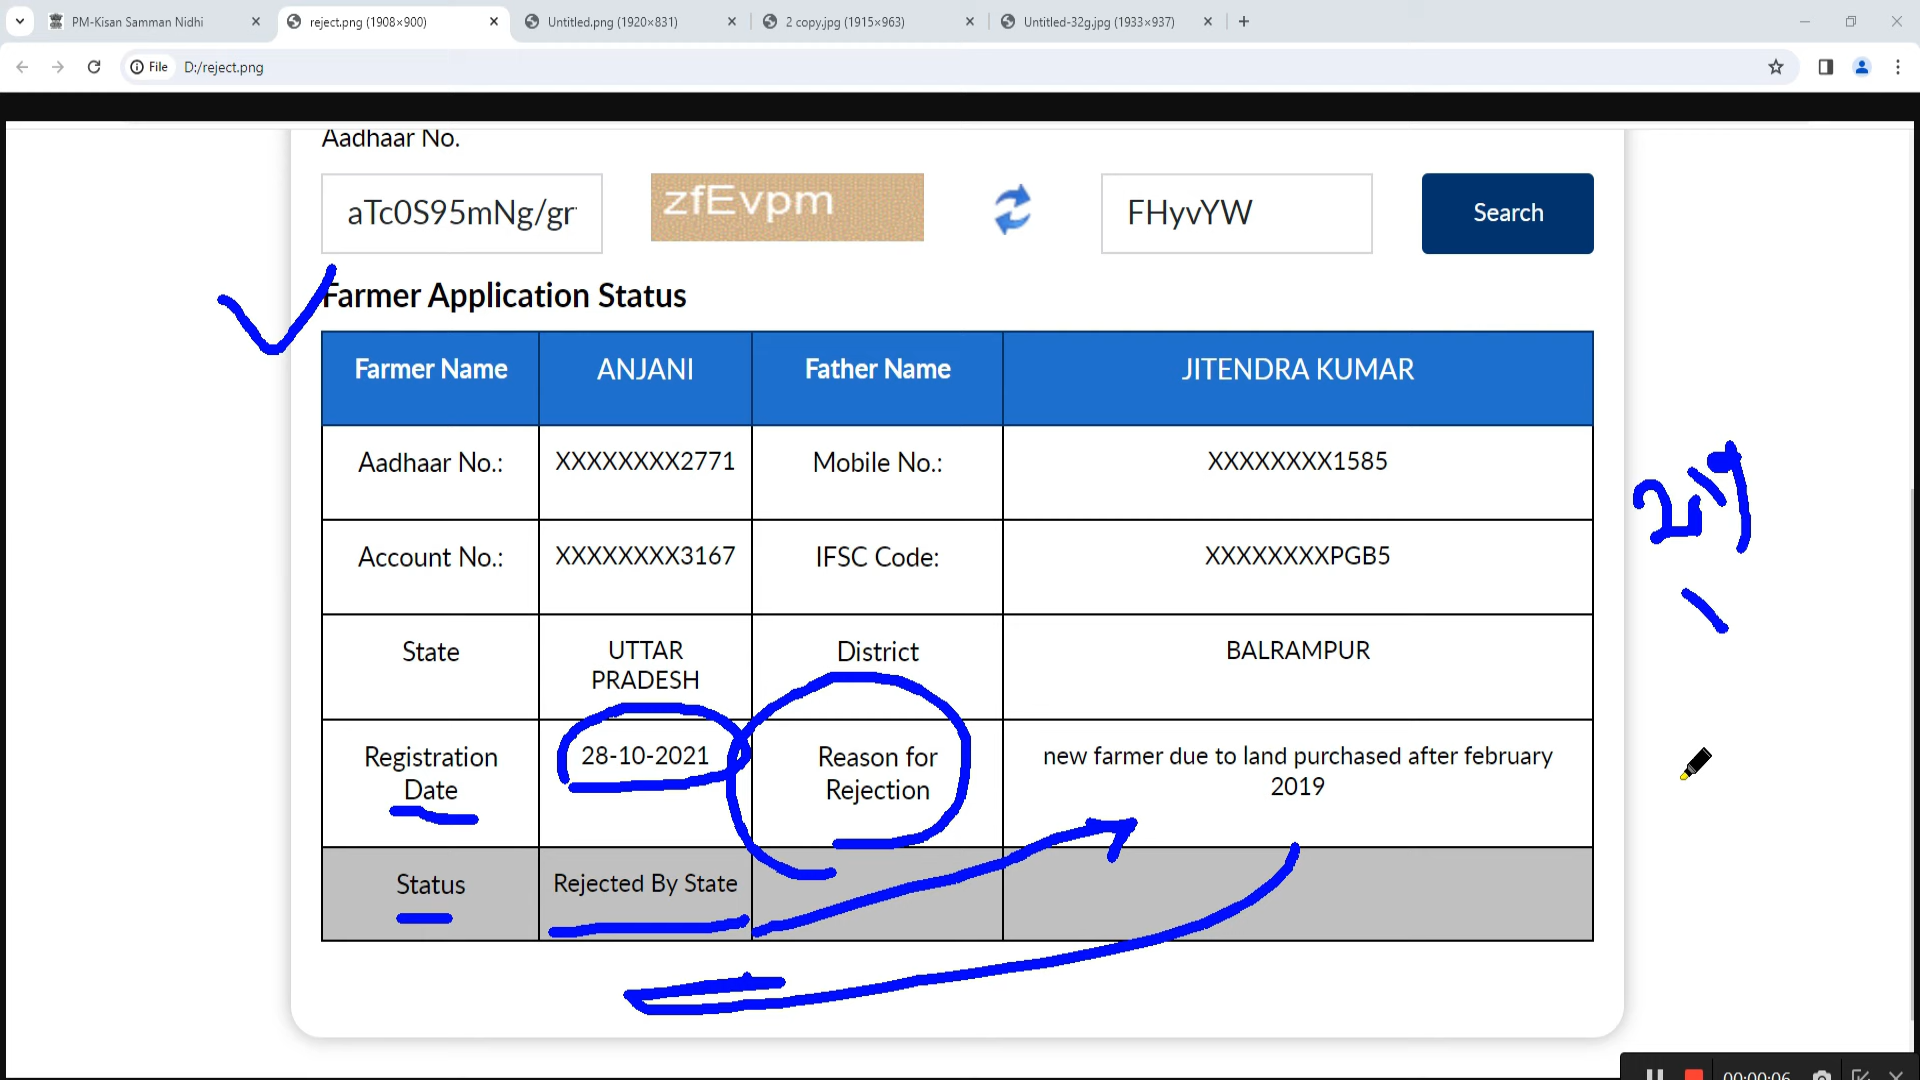 PM-Kisan Samman Nidhi
reject.png (1908×900)
Untitled.png (1920×831)
2 copy.jpg (1915×963)
Untitled-32g.jpg (1933×937)
File D:/reject.png
Aadhaar No.
aTc0S95mNg/gr
zfEvpm
FHyvYW
Search
Farmer Application Status
Farmer Name ANJANI Father Name JITENDRA KUMAR
Aadhaar No.: XXXXXXXX2771 Mobile No.: XXXXXXXX1585
Account No.: XXXXXXXX3167 IFSC Code: XXXXXXXXPGB5
State UTTAR PRADESH District BALRAMPUR
Registration Date 28-10-2021 Reason for Rejection new farmer due to land purchased after february 2019
Status Rejected By State
00:00:06